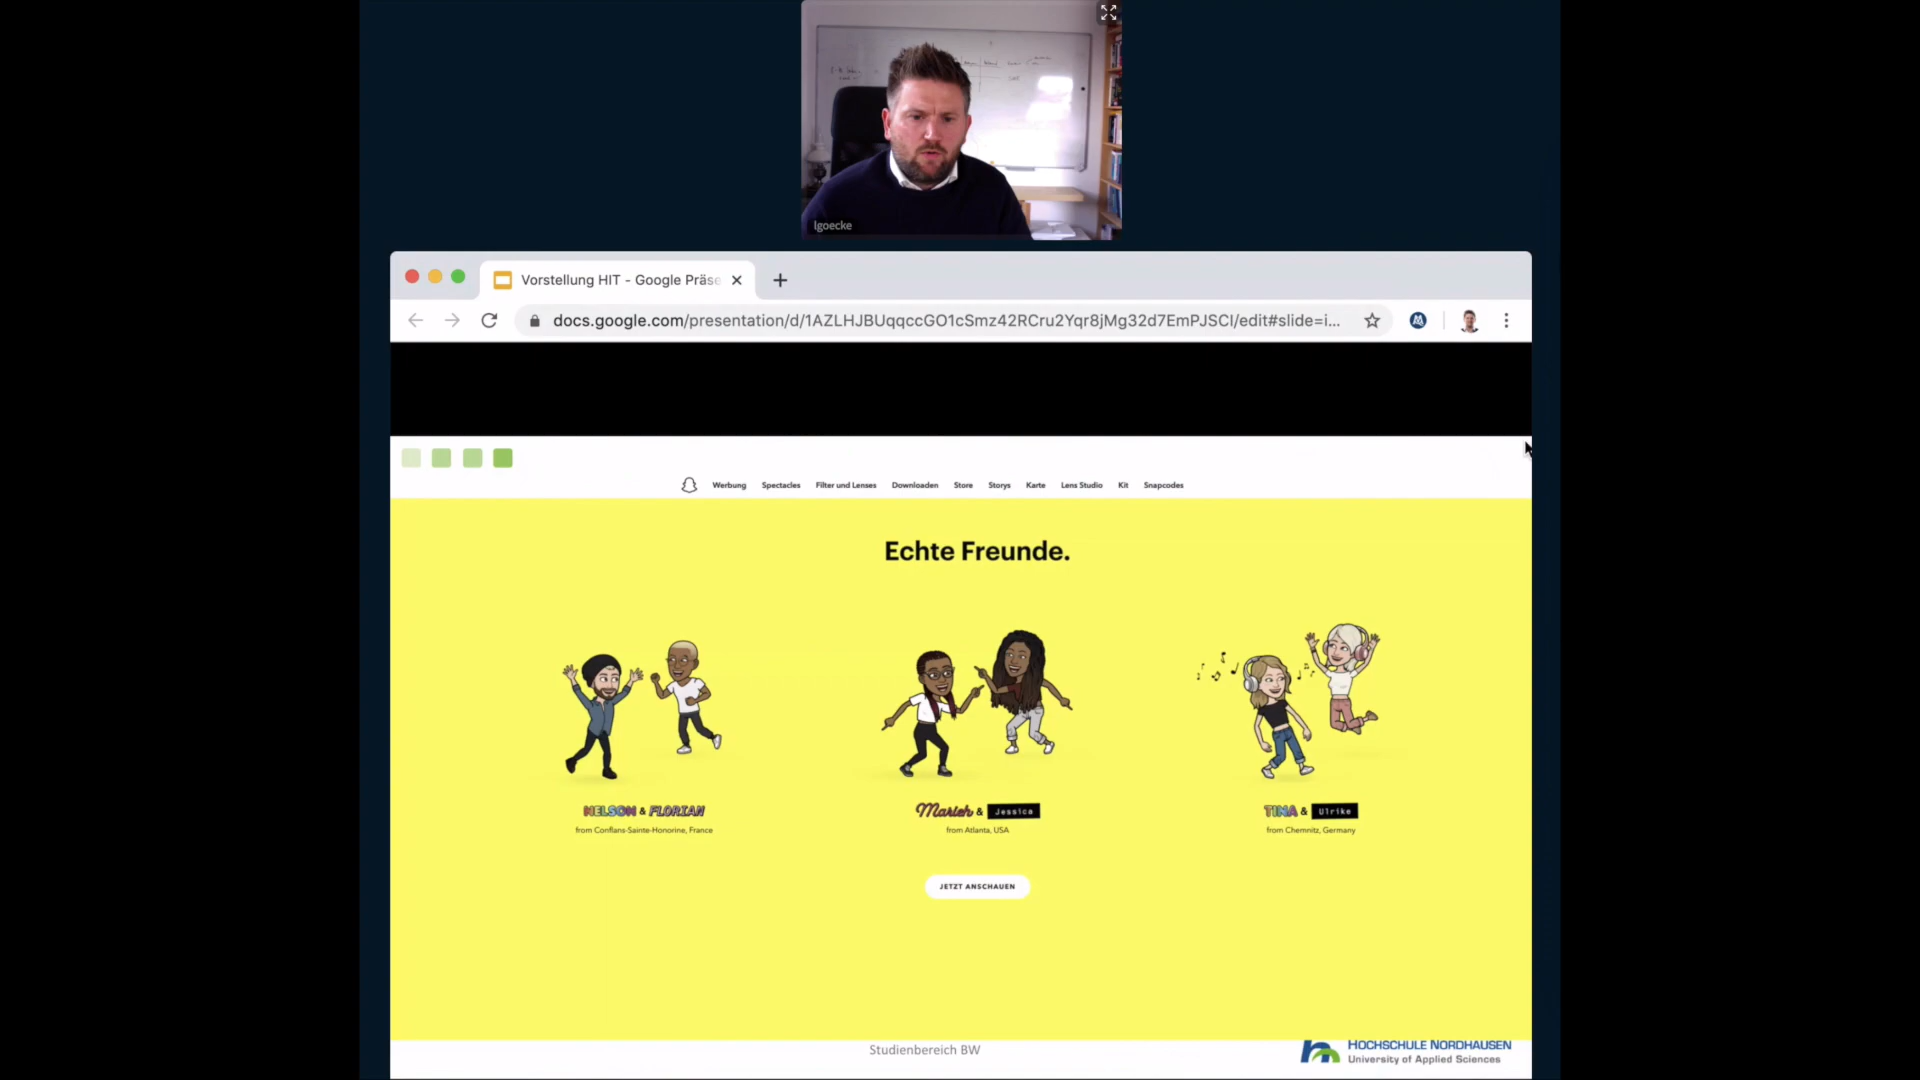 lgoecke
Vorstellung HIT - Google Präse
docs.google.com/presentation/d/1AZLHJBUqqccGO1cSmz42RCru2Yqr8jMg32d7EmPJSCI/edit#slide=i...
Werbung Spectacles Filter und Lenses Downloaden Store Storys Karte Lens Studio Kit Snapcodes
Echte Freunde.
NELSON & FLORIAN
from Conflans-Sainte-Honorine, France
Marieh & Jessica
from Atlanta, USA
TINA & Ulrike
from Chemnitz, Germany
JETZT ANSCHAUEN
Studienbereich BW
HOCHSCHULE NORDHAUSEN
University of Applied Sciences